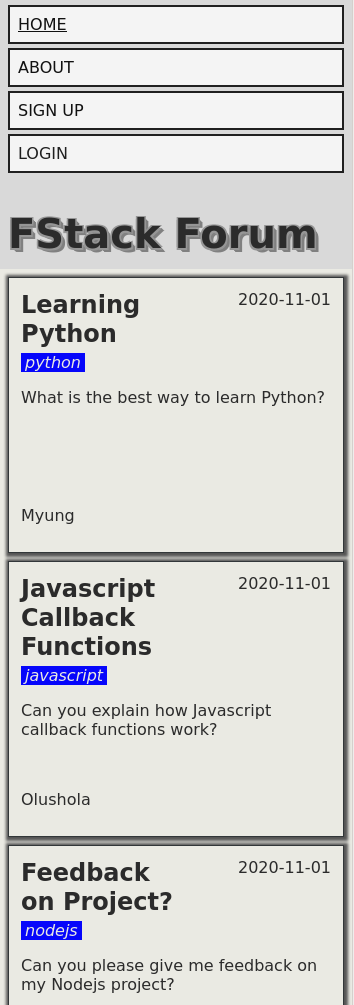 HOME
ABOUT
SIGN UP
LOGIN
FStack Forum
Learning
Python
2020-11-01
python
What is the best way to learn Python?
Myung
Javascript
Callback
Functions
2020-11-01
javascript
Can you explain how Javascript
callback functions work?
Olushola
Feedback
on Project?
2020-11-01
nodejs
Can you please give me feedback on
my Nodejs project?